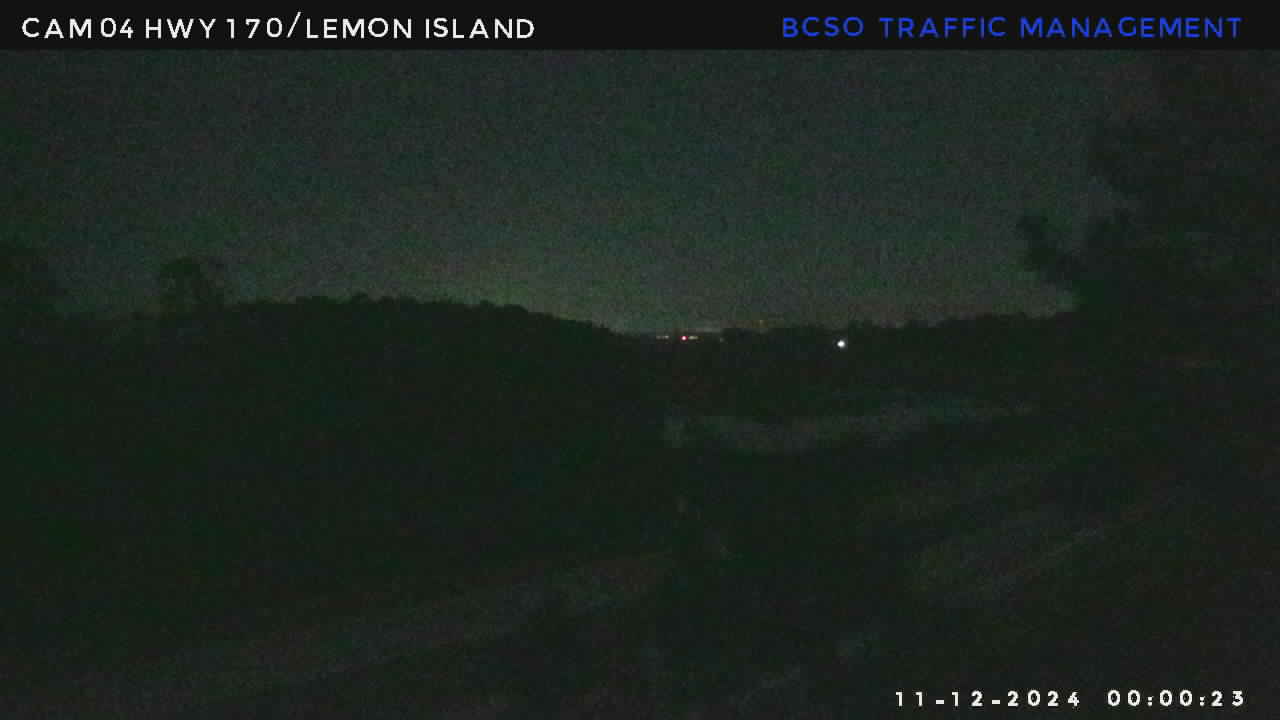 CAM04 HWY 170/LEMON ISLAND
BCSO TRAFFIC MANAGEMENT
11-12-2024 00:00:23